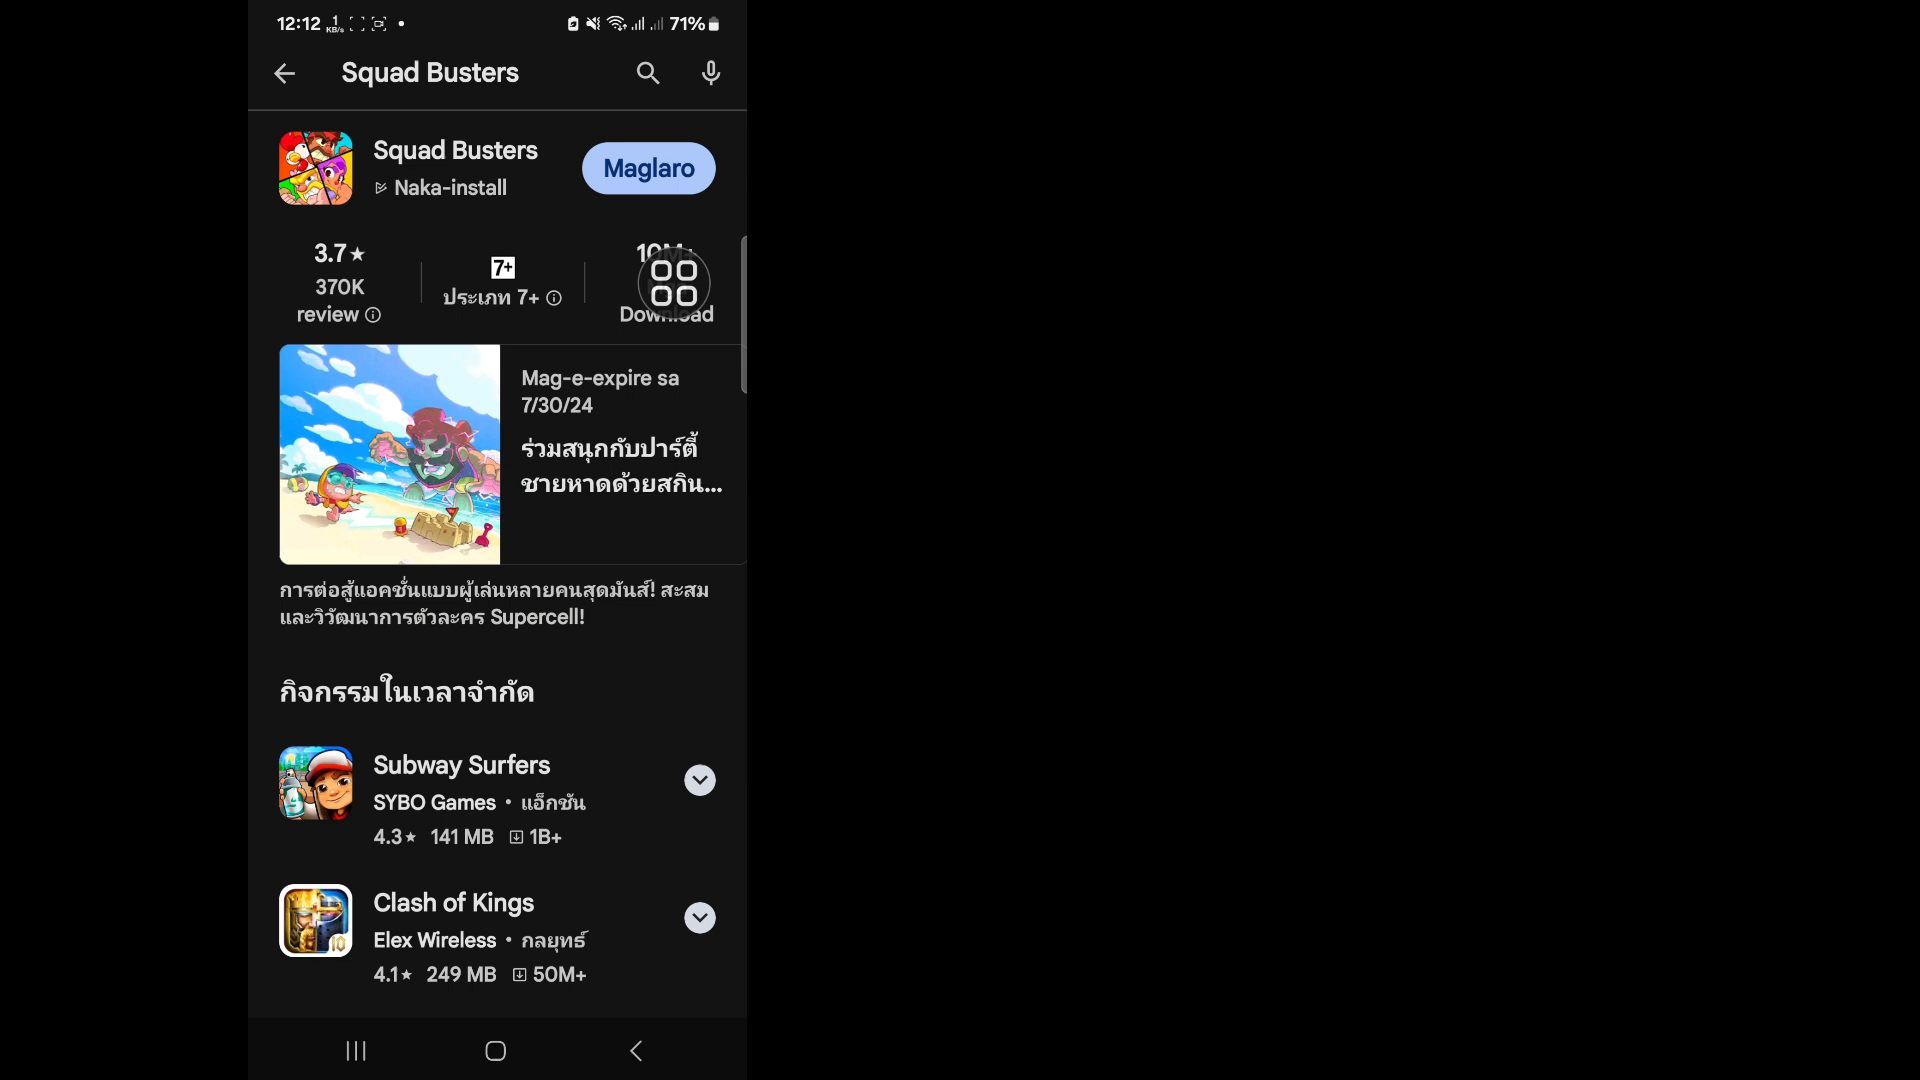 12:12 1 KB/s 71%
Squad Busters
Squad Busters
Naka-install
Maglaro
3.7★
370K
review
7+
ประเภท 7+
10M+
Download
Mag-e-expire sa
7/30/24
ร่วมสนุกกับปาร์ตี้
ชายหาดด้วยสกิน...
การต่อสู้แอคชั่นแบบผู้เล่นหลายคนสุดมันส์! สะสม
และวิวัฒนาการตัวละคร Supercell!
กิจกรรมในเวลาจำกัด
Subway Surfers
SYBO Games • แอ็กชัน
4.3★ 141 MB 1B+
Clash of Kings
Elex Wireless • กลยุทธ์
4.1★ 249 MB 50M+